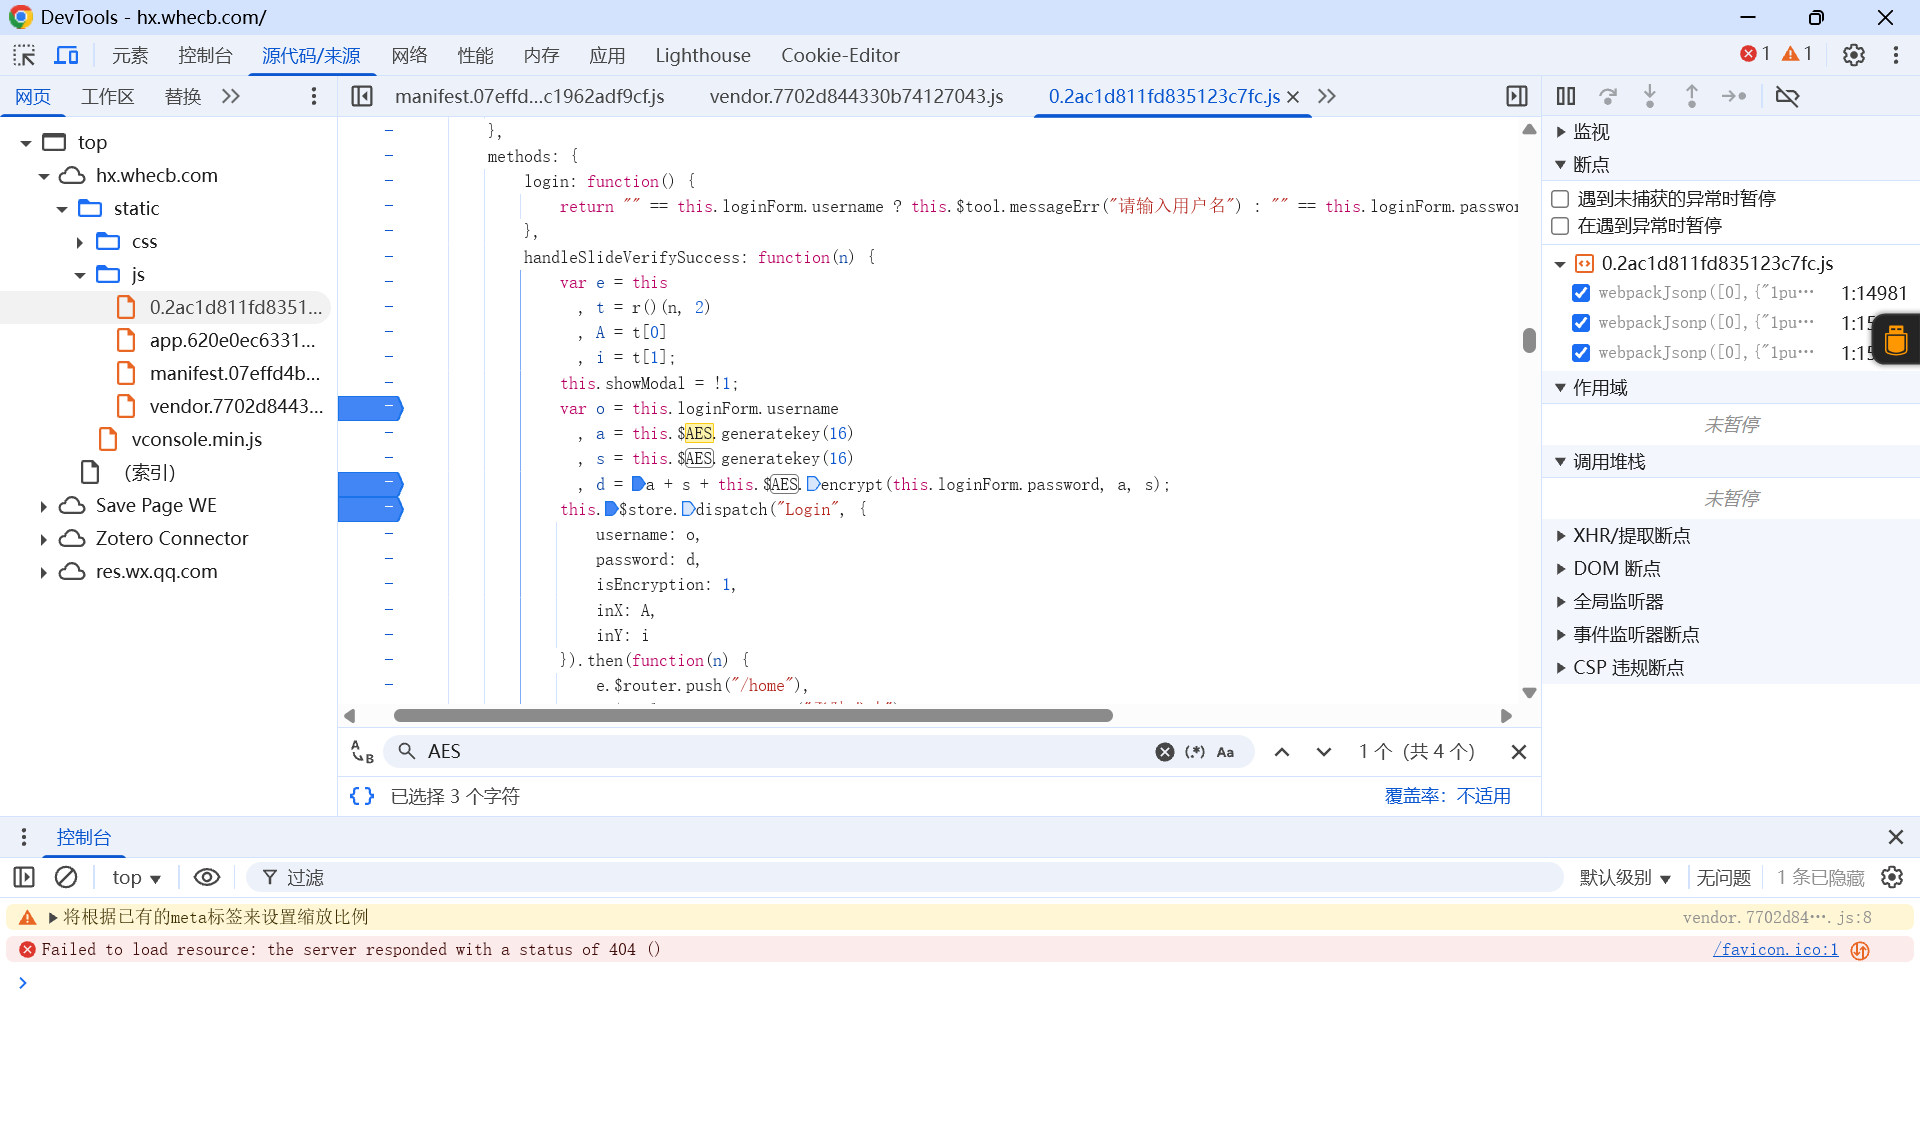 DevTools - hx.whecb.com/
元素 控制台 源代码/来源 网络 性能 内存 应用 Lighthouse Cookie-Editor 1 1
网页 工作区 替换
manifest.07effd...c1962adf9cf.js vendor.7702d844330b74127043.js 0.2ac1d811fd835123c7fc.js
top
hx.whecb.com
static
css
js
0.2ac1d811fd8351...
app.620e0ec6331...
manifest.07effd4b...
vendor.7702d8443...
vconsole.min.js
(索引)
Save Page WE
Zotero Connector
res.wx.qq.com
},
methods: {
login: function() {
return "" == this.loginForm.username ? this.$tool.messageErr("请输入用户名") : "" == this.loginForm.passwor
},
handleSlideVerifySuccess: function(n) {
var e = this
, t = r()(n, 2)
, A = t[0]
, i = t[1];
this.showModal = !1;
var o = this.loginForm.username
, a = this.$AES.generatekey(16)
, s = this.$AES.generatekey(16)
, d = a + s + this.$AES.encrypt(this.loginForm.password, a, s);
this.$store.dispatch("Login", {
username: o,
password: d,
isEncryption: 1,
inX: A,
inY: i
}).then(function(n) {
e.$router.push("/home"),
AES
(.*) Aa
1 个 (共 4 个)
{} 已选择 3 个字符
覆盖率: 不适用
监视
断点
遇到未捕获的异常时暂停
在遇到异常时暂停
0.2ac1d811fd835123c7fc.js
webpackJsonp([0],{"1pu… 1:14981
webpackJsonp([0],{"1pu… 1:15
webpackJsonp([0],{"1pu… 1:15
作用域
未暂停
调用堆栈
未暂停
XHR/提取断点
DOM 断点
全局监听器
事件监听器断点
CSP 违规断点
控制台
top 过滤 默认级别 无问题 1 条已隐藏
将根据已有的meta标签来设置缩放比例 vendor.7702d84….js:8
Failed to load resource: the server responded with a status of 404 () /favicon.ico:1